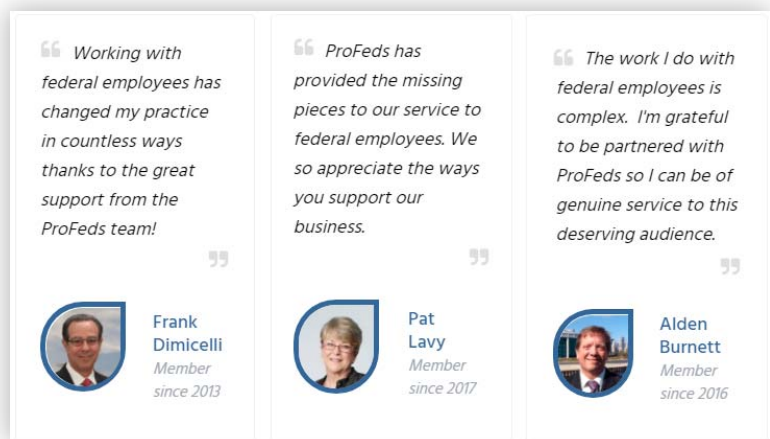 “ Working with
federal employees has
changed my practice
in countless ways
thanks to the great
support from the
ProFeds team!
”
Frank
Dimicelli
Member
since 2013
“ ProFeds has
provided the missing
pieces to our service to
federal employees. We
so appreciate the ways
you support our
business.
”
Pat
Lavy
Member
since 2017
“ The work I do with
federal employees is
complex. I'm grateful
to be partnered with
ProFeds so I can be of
genuine service to this
deserving audience.
”
Alden
Burnett
Member
since 2016